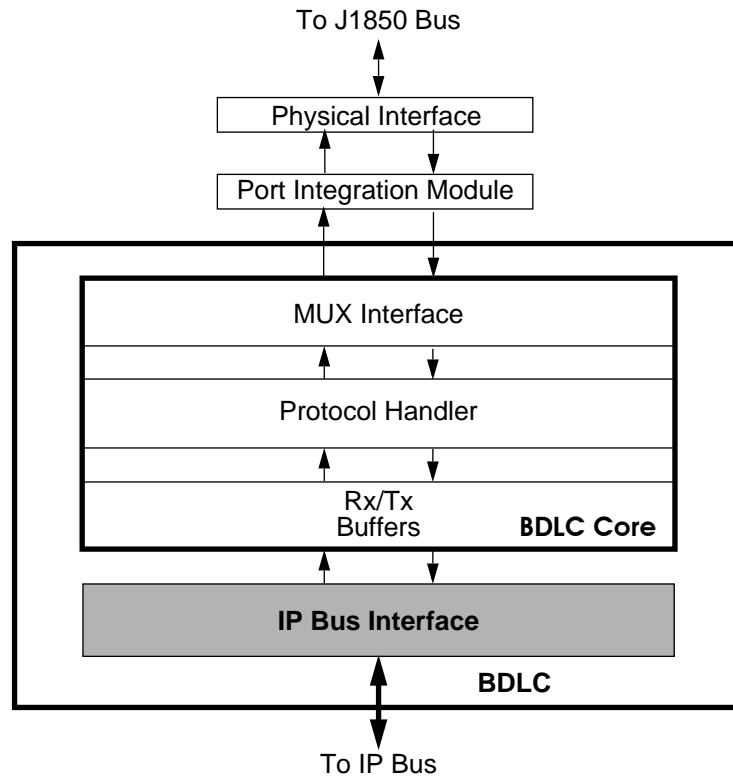 To J1850 Bus
Physical Interface
Port Integration Module
MUX Interface
Protocol Handler
Rx/Tx
Buffers
BDLC Core
IP Bus Interface
BDLC
To IP Bus